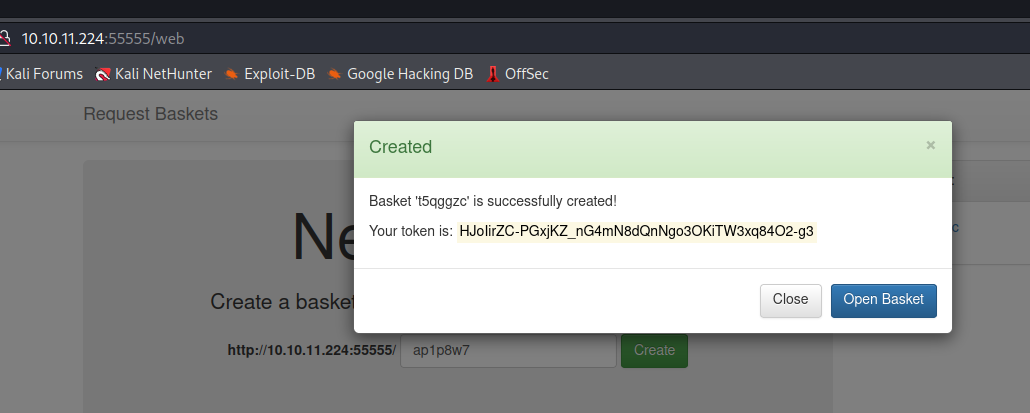 10.10.11.224:55555/web
Kali Forums Kali NetHunter Exploit-DB Google Hacking DB OffSec
Request Baskets
Created ×
Basket 't5qggzc' is successfully created!
Your token is: HJoIirZC-PGxjKZ_nG4mN8dQnNgo3OKiTW3xq84O2-g3
Ne
Create a basket
Close Open Basket
http://10.10.11.224:55555/ ap1p8w7 Create